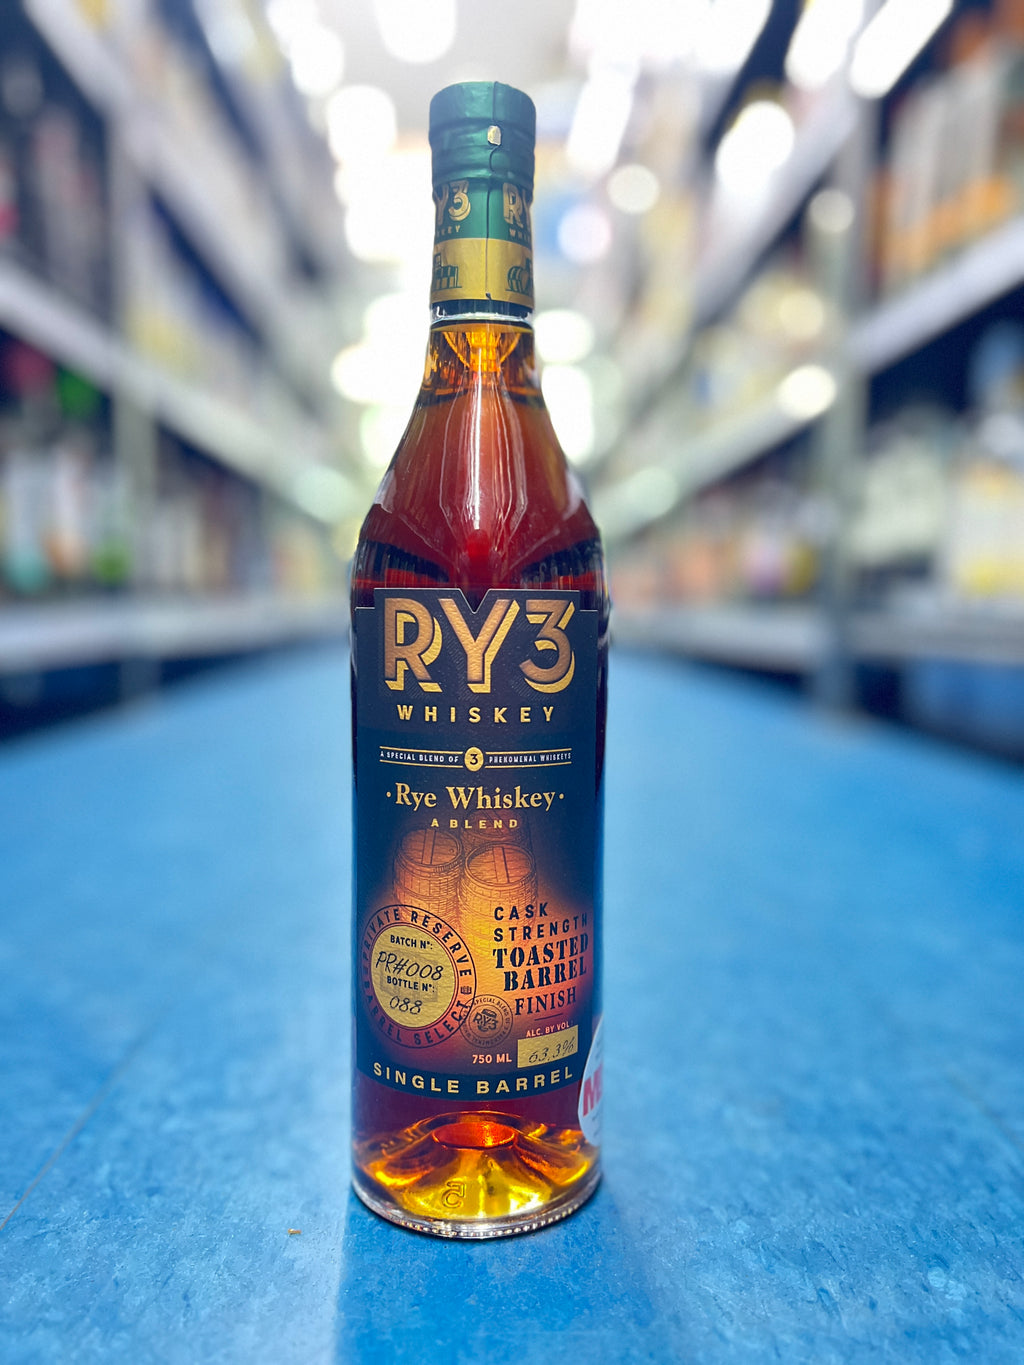 RY3
WHISKEY
RY3
WHISKEY
A SPECIAL BLEND OF 3 PHENOMENAL WHISKEYS
·Rye Whiskey·
A BLEND
PRIVATE RESERVE
BARREL SELECT
BATCH Nº:
PR#008
BOTTLE Nº:
088
CASK
STRENGTH
TOASTED
BARREL
FINISH
RY3
ALC. BY VOL
750 ML 63.3%
SINGLE BARREL
5